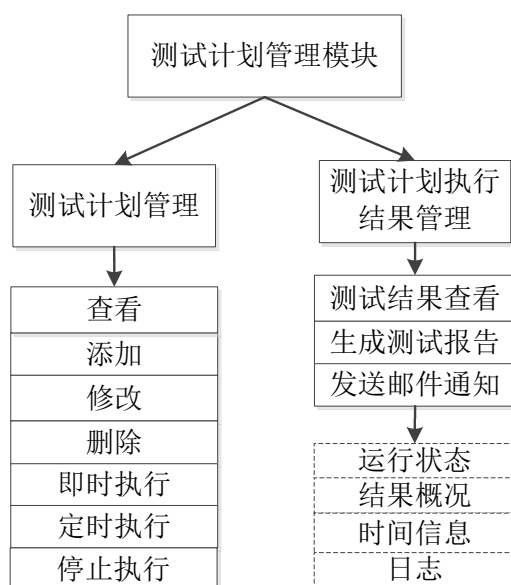 测试计划管理模块
测试计划管理
测试计划执行
结果管理
查看
添加
修改
删除
即时执行
定时执行
停止执行
测试结果查看
生成测试报告
发送邮件通知
运行状态
结果概况
时间信息
日志